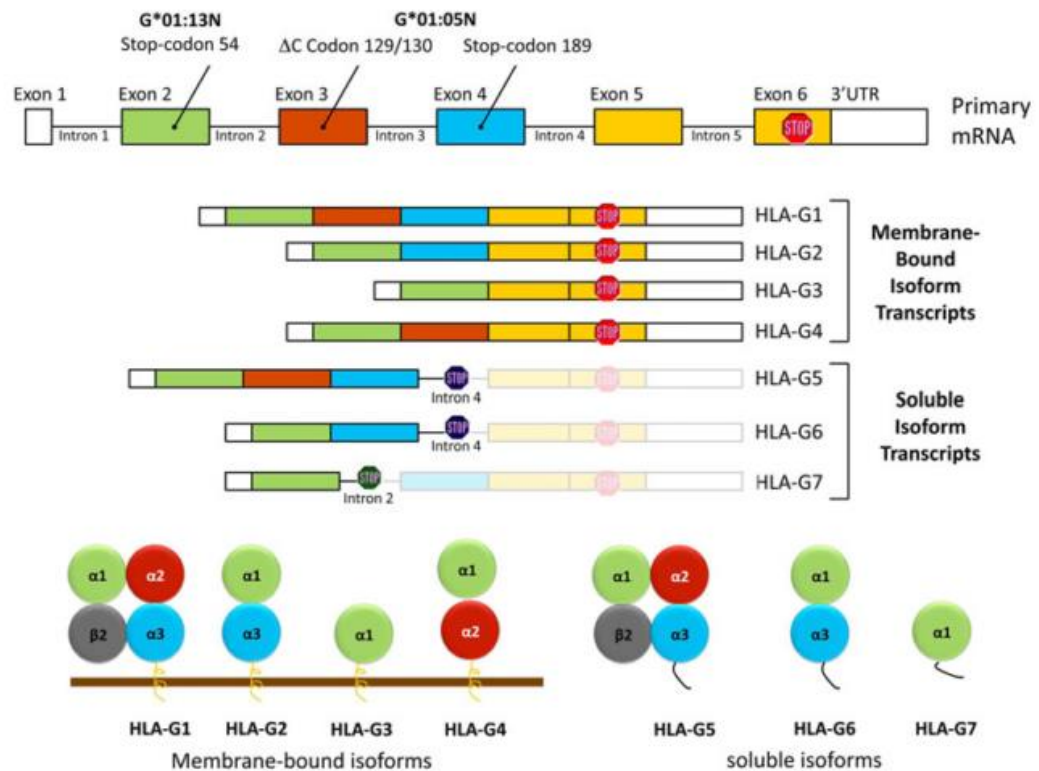 G*01:13N
G*01:05N
Stop-codon 54
ΔC Codon 129/130
Stop-codon 189
Exon 1
Exon 2
Exon 3
Exon 4
Exon 5
Exon 6
3'UTR
Intron 1
Intron 2
Intron 3
Intron 4
Intron 5
STOP
Primary
mRNA
STOP
HLA-G1
STOP
HLA-G2
STOP
HLA-G3
STOP
HLA-G4
Membrane-
Bound
Isoform
Transcripts
STOP
Intron 4
STOP
HLA-G5
STOP
Intron 4
STOP
HLA-G6
STOP
Intron 2
STOP
HLA-G7
Soluble
Isoform
Transcripts
α1
α2
β2
α3
α1
α3
α1
α1
α2
α1
α2
β2
α3
α1
α3
α1
HLA-G1
HLA-G2
HLA-G3
HLA-G4
HLA-G5
HLA-G6
HLA-G7
Membrane-bound isoforms
soluble isoforms